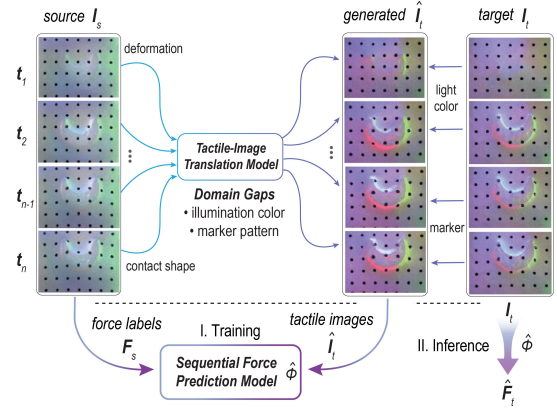 source I_s
generated Î_t
target I_t
deformation
t_1
t_2
t_{n-1}
t_n
Tactile-Image
Translation Model
Domain Gaps
• illumination color
• marker pattern
contact shape
light
color
marker
force labels
F_s
I. Training
tactile images
Î_t
Sequential Force
Prediction Model Φ̂
I_t
II. Inference
Φ̂
F̂_t